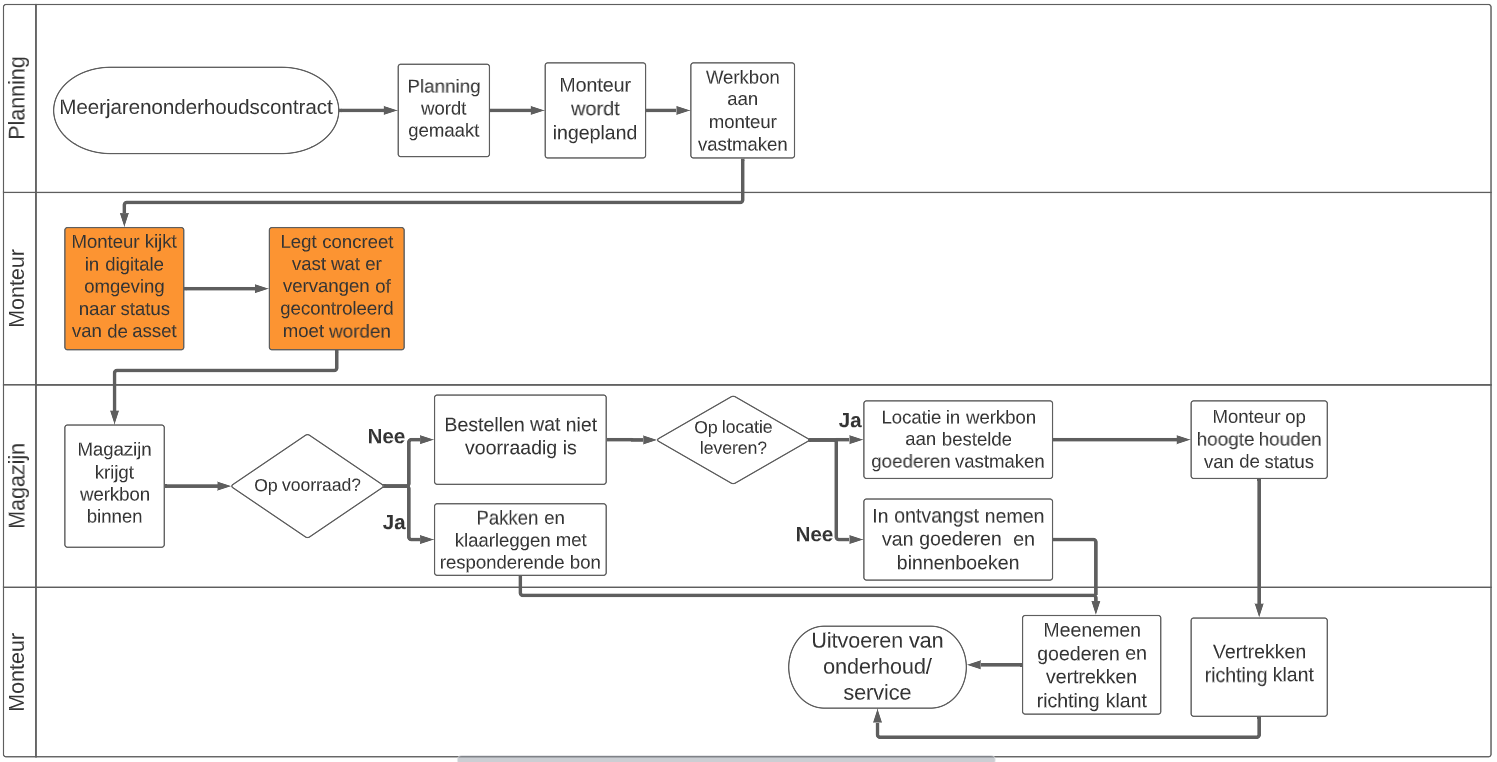 Planning
Meerjarenonderhoudscontract
Planning
wordt
gemaakt
Monteur
wordt
ingepland
Werkbon
aan
monteur
vastmaken
Monteur
Monteur kijkt
in digitale
omgeving
naar status
van de asset
Legt concreet
vast wat er
vervangen of
gecontroleerd
moet worden
Magazijn
Magazijn
krijgt
werkbon
binnen
Op voorraad?
Nee
Bestellen wat niet
voorraadig is
Ja
Pakken en
klaarleggen met
responderende bon
Op locatie
leveren?
Ja
Locatie in werkbon
aan bestelde
goederen vastmaken
Nee
In ontvangst nemen
van goederen en
binnenboeken
Monteur op
hoogte houden
van de status
Monteur
Uitvoeren van
onderhoud/
service
Meenemen
goederen en
vertrekken
richting klant
Vertrekken
richting klant